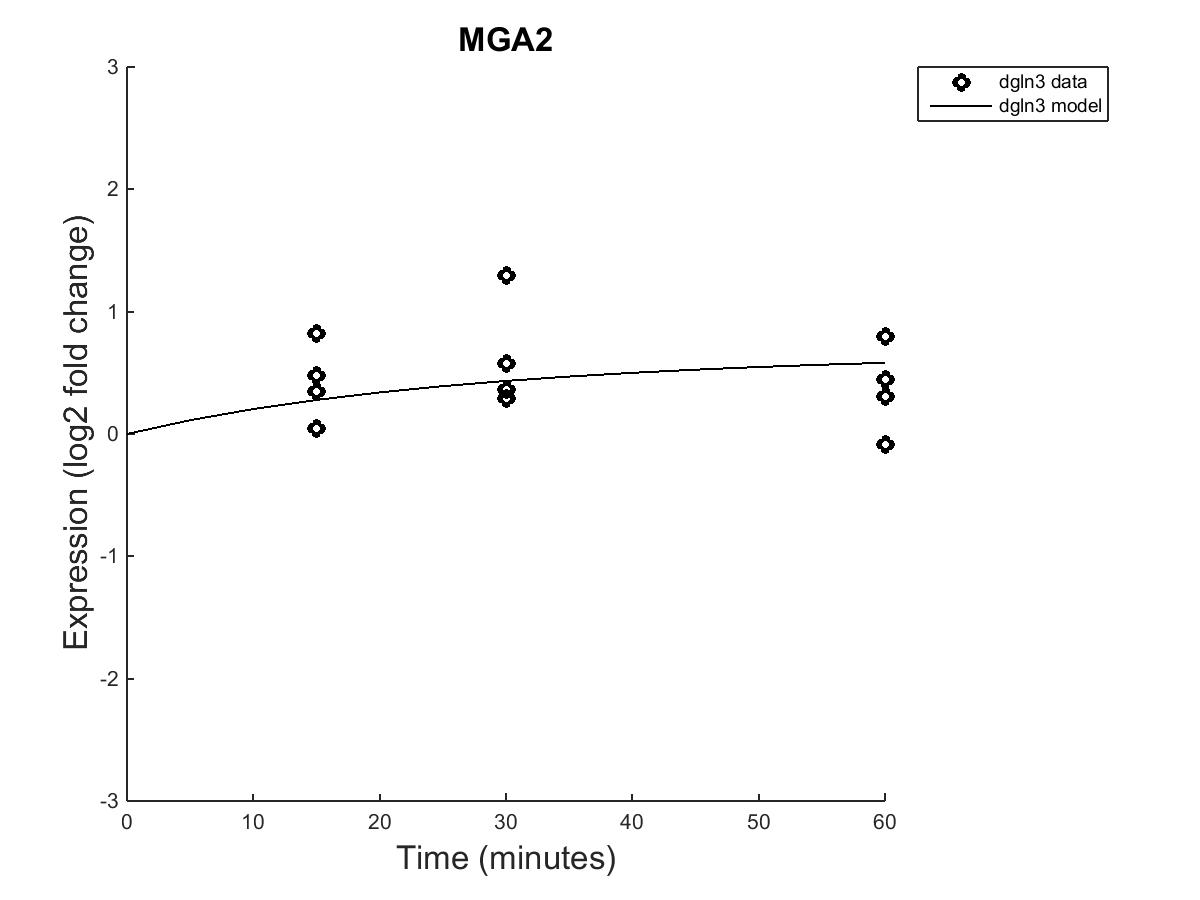 MGA2
dgln3 data
dgln3 model
3
2
1
0
-1
-2
-3
Expression (log2 fold change)
0 10 20 30 40 50 60
Time (minutes)